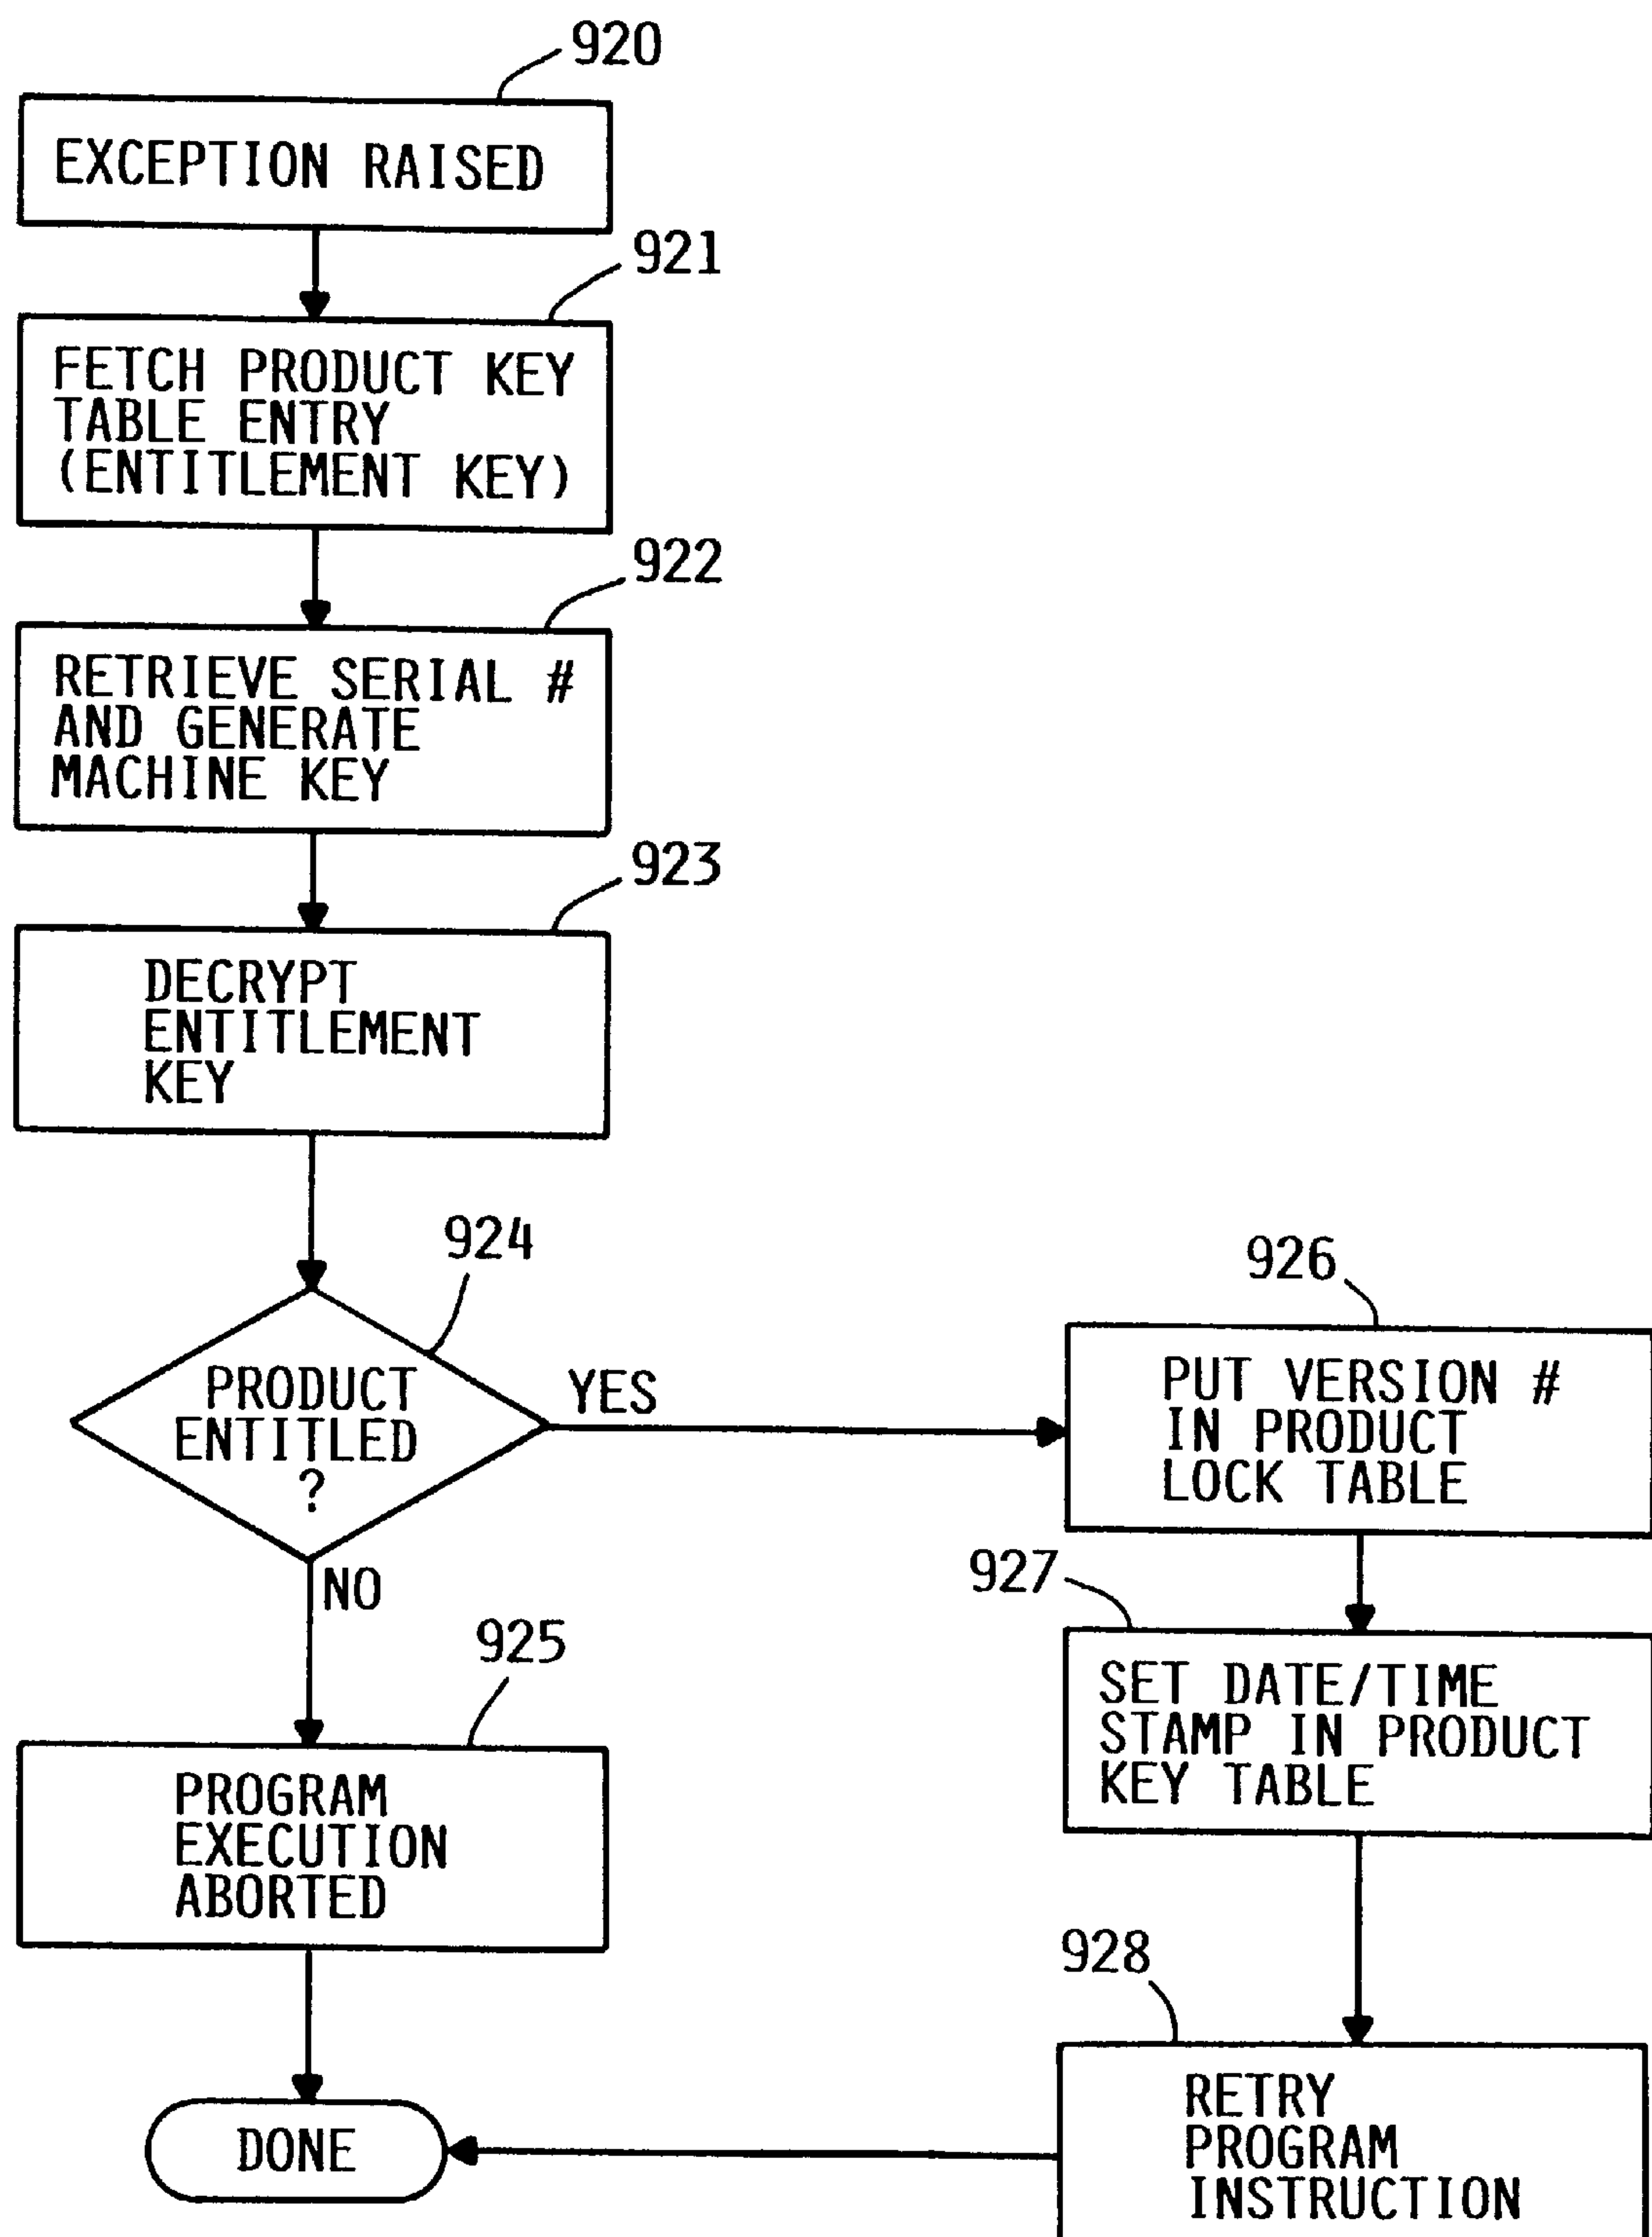 920
EXCEPTION RAISED
921
FETCH PRODUCT KEY
TABLE ENTRY
(ENTITLEMENT KEY)
922
RETRIEVE SERIAL #
AND GENERATE
MACHINE KEY
923
DECRYPT
ENTITLEMENT
KEY
924
PRODUCT
ENTITLED
?
YES
NO
925
PROGRAM
EXECUTION
ABORTED
926
PUT VERSION #
IN PRODUCT
LOCK TABLE
927
SET DATE/TIME
STAMP IN PRODUCT
KEY TABLE
928
RETRY
PROGRAM
INSTRUCTION
DONE